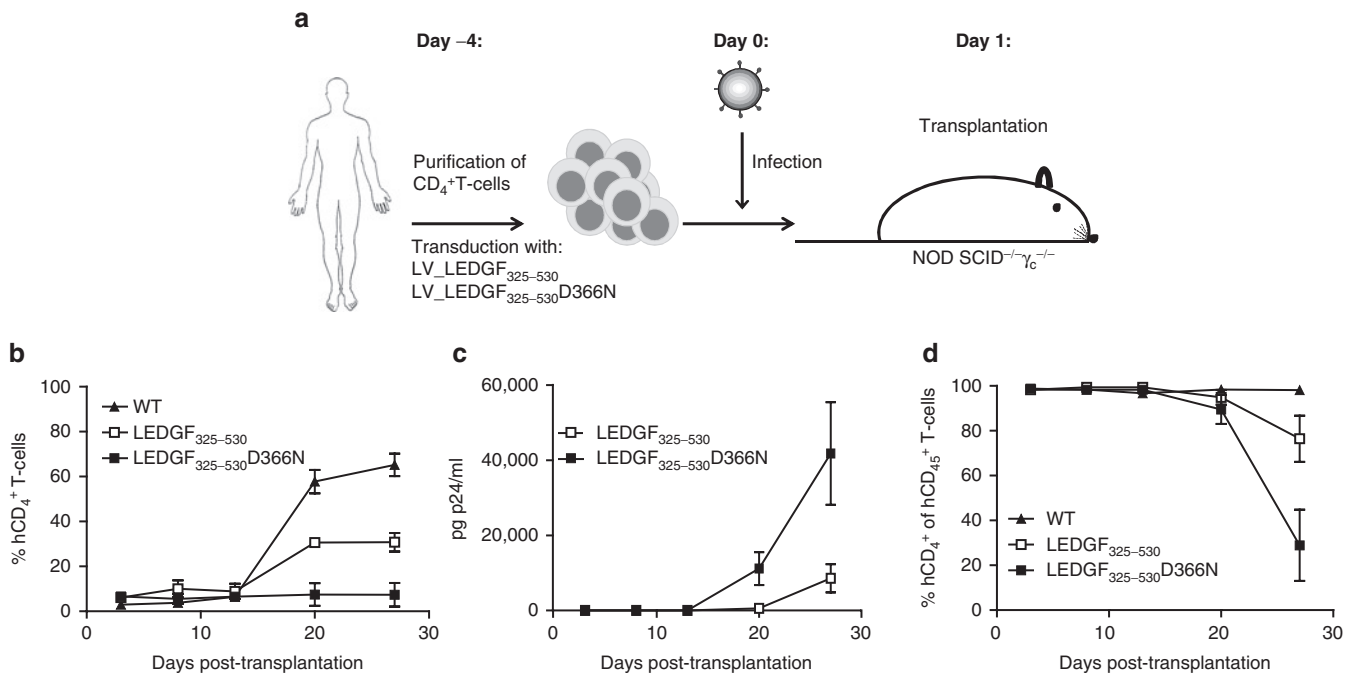 a
Day –4:
Day 0:
Day 1:
Purification of
CD₄⁺T-cells
Transduction with:
LV_LEDGF₃₂₅₋₅₃₀
LV_LEDGF₃₂₅₋₅₃₀D366N
Infection
Transplantation
NOD SCID⁻/⁻γc⁻/⁻
b
% hCD₄⁺ T-cells
100
80
60
40
20
0
WT
LEDGF₃₂₅₋₅₃₀
LEDGF₃₂₅₋₅₃₀D366N
0
10
20
30
Days post-transplantation
c
pg p24/ml
60,000
40,000
20,000
0
LEDGF₃₂₅₋₅₃₀
LEDGF₃₂₅₋₅₃₀D366N
0
10
20
30
Days post-transplantation
d
% hCD₄⁺ of hCD₄₅⁺ T-cells
100
80
60
40
20
0
WT
LEDGF₃₂₅₋₅₃₀
LEDGF₃₂₅₋₅₃₀D366N
0
10
20
30
Days post-transplantation